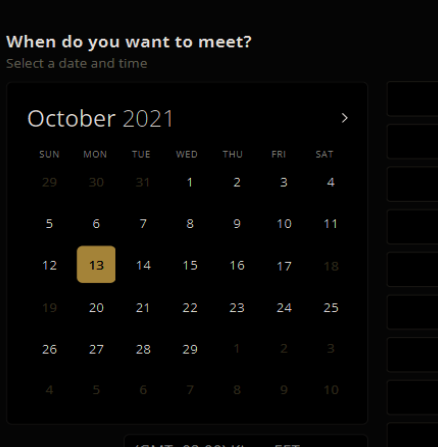 When do you want to meet?
Select a date and time
October 2021
SUN MON TUE WED THU FRI SAT
29 30 31 1 2 3 4
5 6 7 8 9 10 11
12 13 14 15 16 17 18
19 20 21 22 23 24 25
26 27 28 29 1 2 3
4 5 6 7 8 9 10